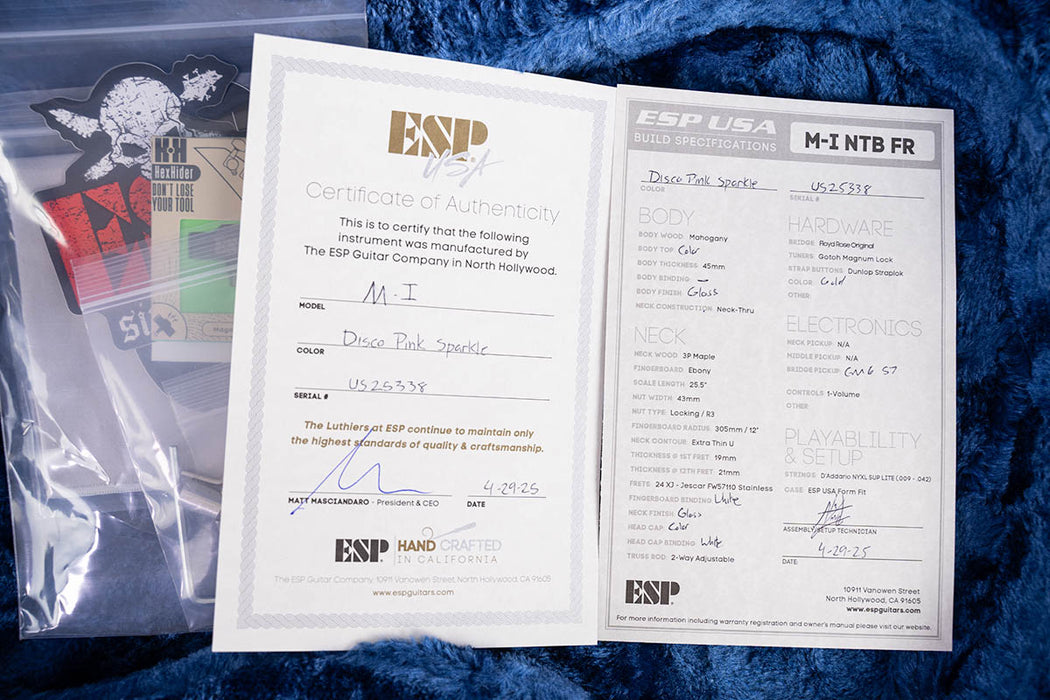 HexHider
DON'T LOSE
YOUR TOOL
ESP
USA
Certificate of Authenticity
This is to certify that the following
instrument was manufactured by
The ESP Guitar Company in North Hollywood.
M-I
MODEL
Disco Pink Sparkle
COLOR
US25338
SERIAL #
The Luthiers at ESP continue to maintain only
the highest standards of quality & craftsmanship.
4-29-25
MATT MASCIANDARO - President & CEO
DATE
ESP HAND CRAFTED
IN CALIFORNIA
The ESP Guitar Company, 10911 Vanowen Street, North Hollywood, CA 91605
www.espguitars.com
ESP USA
BUILD SPECIFICATIONS
M-I NTB FR
Disco Pink Sparkle
COLOR
US25338
SERIAL #
BODY
BODY WOOD: Mahogany
BODY TOP: Color
BODY THICKNESS: 45mm
BODY BINDING: —
BODY FINISH: Gloss
NECK CONSTRUCTION: Neck-Thru
NECK
NECK WOOD: 3P Maple
FINGERBOARD: Ebony
SCALE LENGTH: 25.5"
NUT WIDTH: 43mm
NUT TYPE: Locking / R3
FINGERBOARD RADIUS: 305mm / 12"
NECK CONTOUR: Extra Thin U
THICKNESS @ 1ST FRET: 19mm
THICKNESS @ 12TH FRET: 21mm
FRETS: 24 XJ - Jescar FW57110 Stainless
FINGERBOARD BINDING: White
NECK FINISH: Gloss
HEAD CAP: Color
HEAD CAP BINDING: White
TRUSS ROD: 2-Way Adjustable
HARDWARE
BRIDGE: Floyd Rose Original
TUNERS: Gotoh Magnum Lock
STRAP BUTTONS: Dunlop Straplok
COLOR: Gold
OTHER:
ELECTRONICS
NECK PICKUP: N/A
MIDDLE PICKUP: N/A
BRIDGE PICKUP:
CONTROLS: 1-Volume
OTHER:
PLAYABLILITY
& SETUP
STRINGS: D'Addario NYXL SUP LITE (.009 - .042)
CASE: ESP USA Form Fit
ASSEMBLY/SETUP TECHNICIAN
4-29-25
DATE:
ESP
10911 Vanowen Street
North Hollywood, CA 91605
www.espguitars.com
For more information including warranty registration and owner's manual please visit our website.